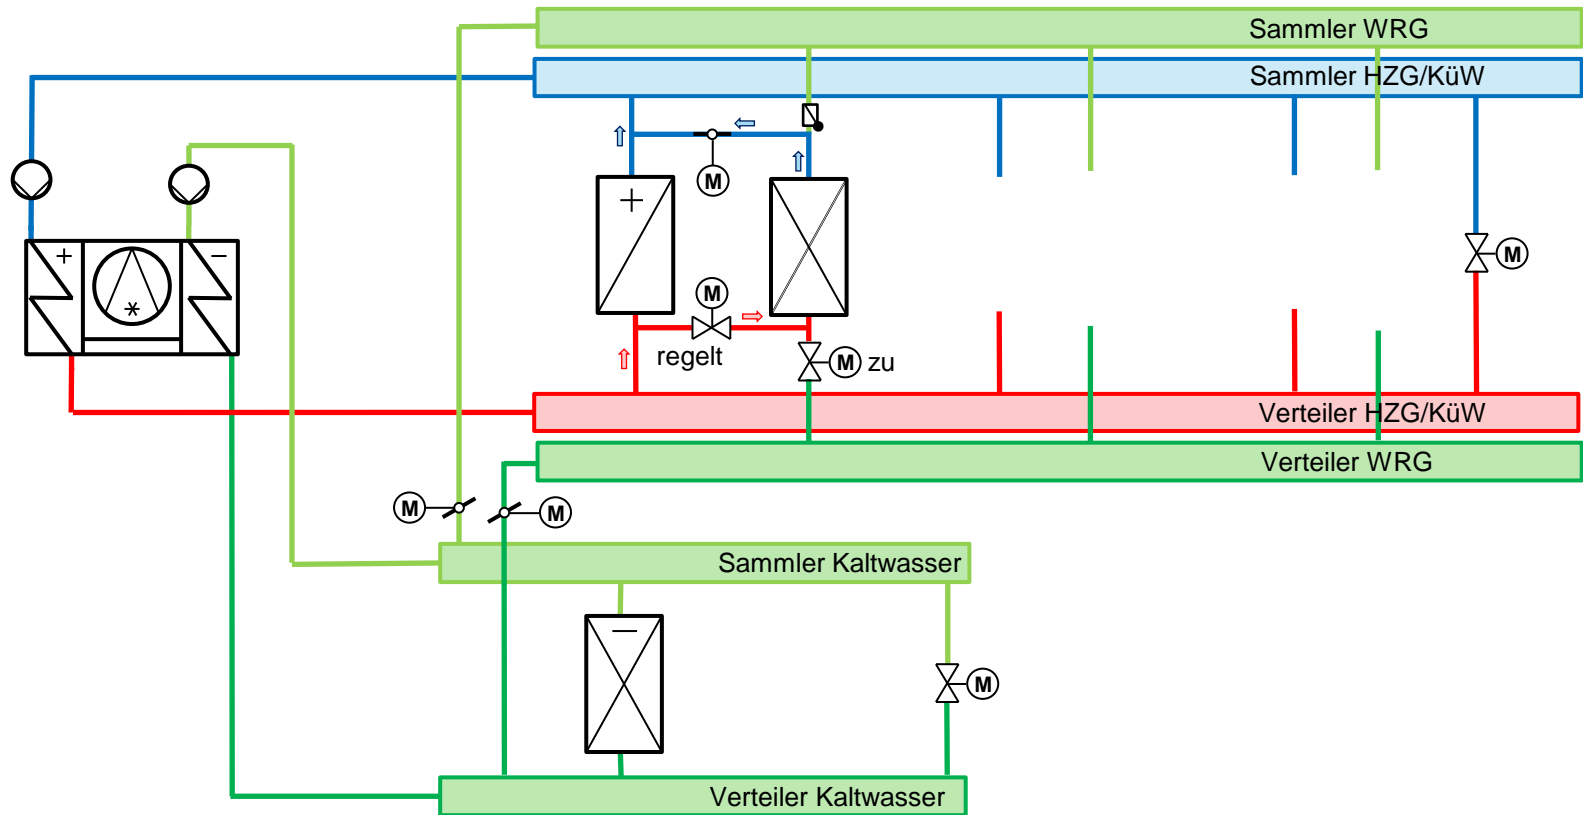 Sammler WRG
Sammler HZG/KüW
M
M
M
regelt
M zu
Verteiler HZG/KüW
Verteiler WRG
M
M
Sammler Kaltwasser
M
Verteiler Kaltwasser